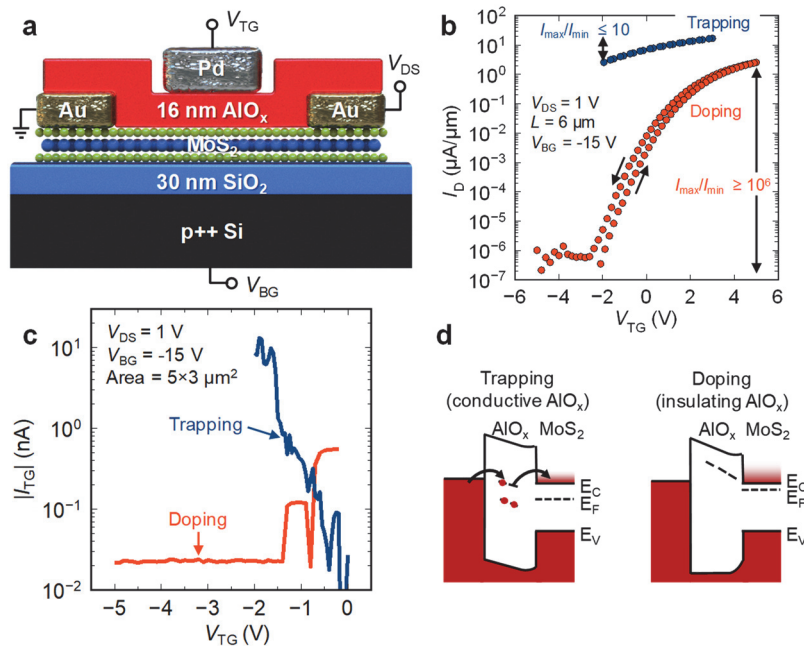 a
V_TG
Pd
V_DS
Au
16 nm AlO_x
Au
MoS_2
30 nm SiO_2
p++ Si
V_BG
b
I_max/I_min ≤ 10
Trapping
V_DS = 1 V
L = 6 μm
V_BG = -15 V
Doping
I_max/I_min ≥ 10^6
I_D (μA/μm)
10^2
10^1
10^0
10^-1
10^-2
10^-3
10^-4
10^-5
10^-6
10^-7
−6 −4 −2 0 2 4 6
V_TG (V)
c
V_DS = 1 V
V_BG = -15 V
Area = 5×3 μm^2
Trapping
Doping
|I_TG| (nA)
10^1
10^0
10^-1
10^-2
−5 −4 −3 −2 −1 0
V_TG (V)
d
Trapping
(conductive AlO_x)
AlO_x MoS_2
E_C
E_F
E_V
Doping
(insulating AlO_x)
AlO_x MoS_2
E_C
E_F
E_V